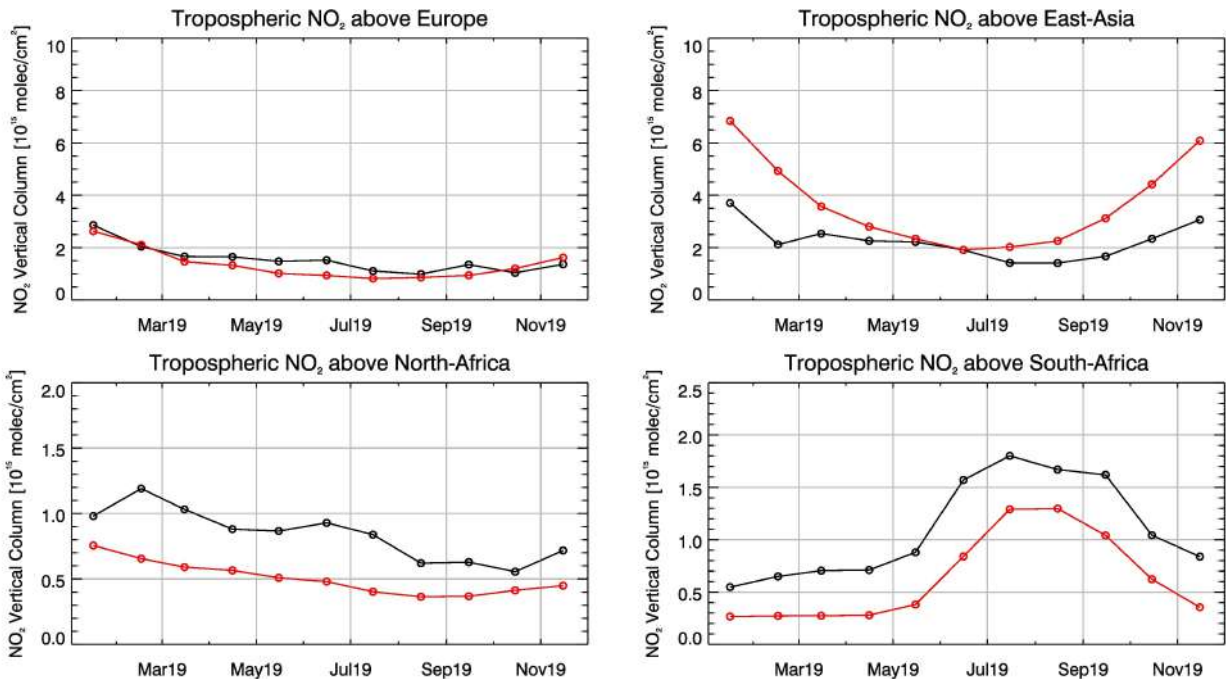 Tropospheric NO₂ above Europe
NO₂ Vertical Column [10¹⁵ molec/cm²]
10
8
6
4
2
0
Mar19 May19 Jul19 Sep19 Nov19
Tropospheric NO₂ above East-Asia
NO₂ Vertical Column [10¹⁵ molec/cm²]
10
8
6
4
2
0
Mar19 May19 Jul19 Sep19 Nov19
Tropospheric NO₂ above North-Africa
NO₂ Vertical Column [10¹⁵ molec/cm²]
2.0
1.5
1.0
0.5
0.0
Mar19 May19 Jul19 Sep19 Nov19
Tropospheric NO₂ above South-Africa
NO₂ Vertical Column [10¹⁵ molec/cm²]
2.5
2.0
1.5
1.0
0.5
0.0
Mar19 May19 Jul19 Sep19 Nov19